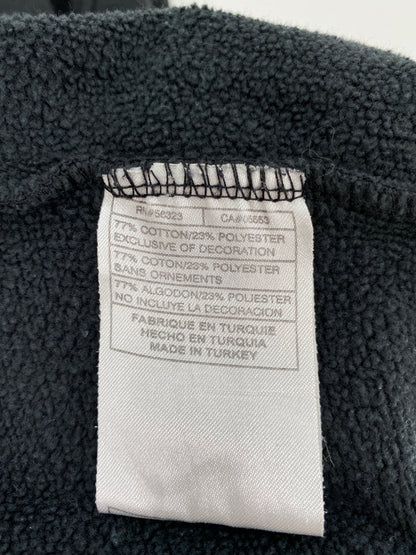 RN#56323 CA#05553
77% COTTON/23% POLYESTER
EXCLUSIVE OF DECORATION
77% COTON/23% POLYESTER
SANS ORNEMENTS
77% ALGODON/23% POLIESTER
NO INCLUYE LA DECORACIÓN
FABRIQUE EN TURQUIE
HECHO EN TURQUIA
MADE IN TURKEY